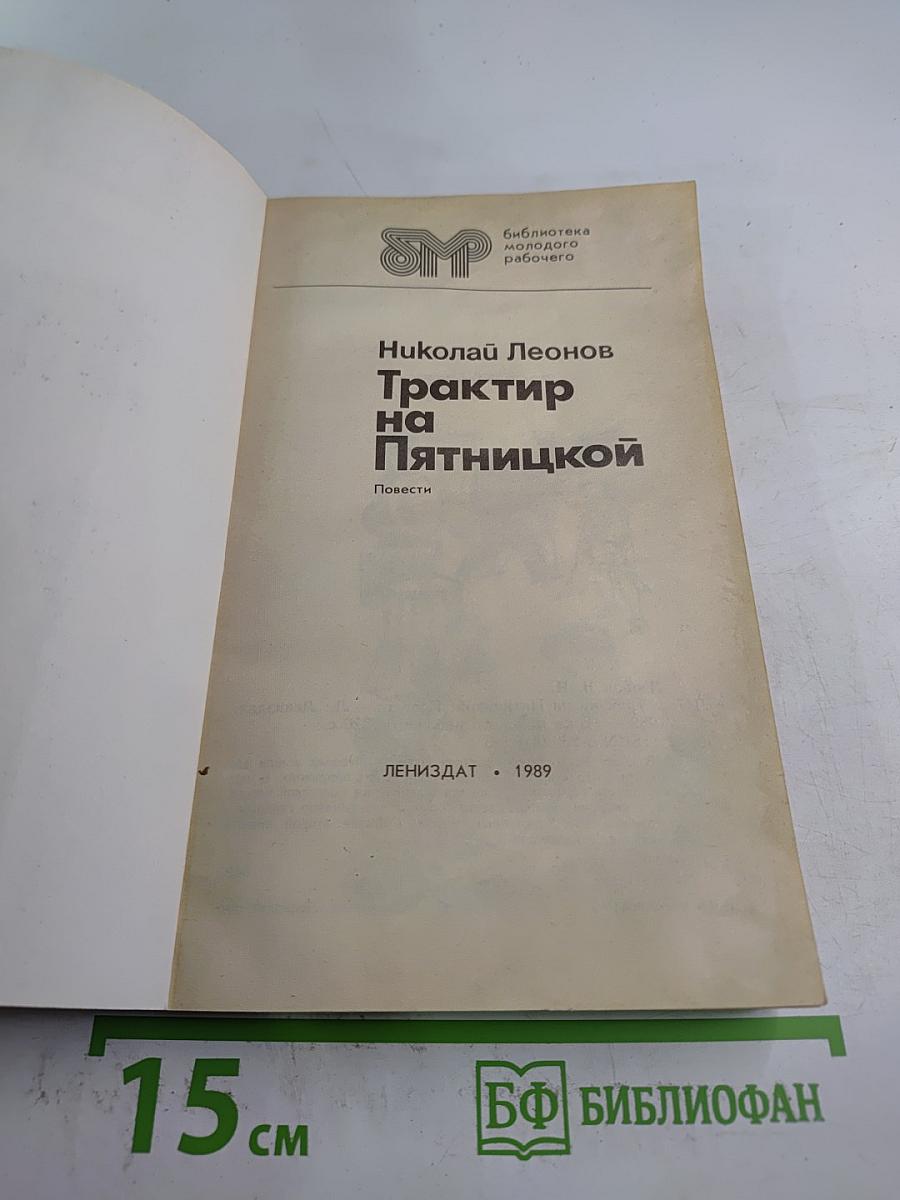 бмр
библиотека
молодого
рабочего
Николай Леонов
Трактир
на
Пятницкой
Повести
ЛЕНИЗДАТ • 1989
15 см
БФ БИБЛИОФАН